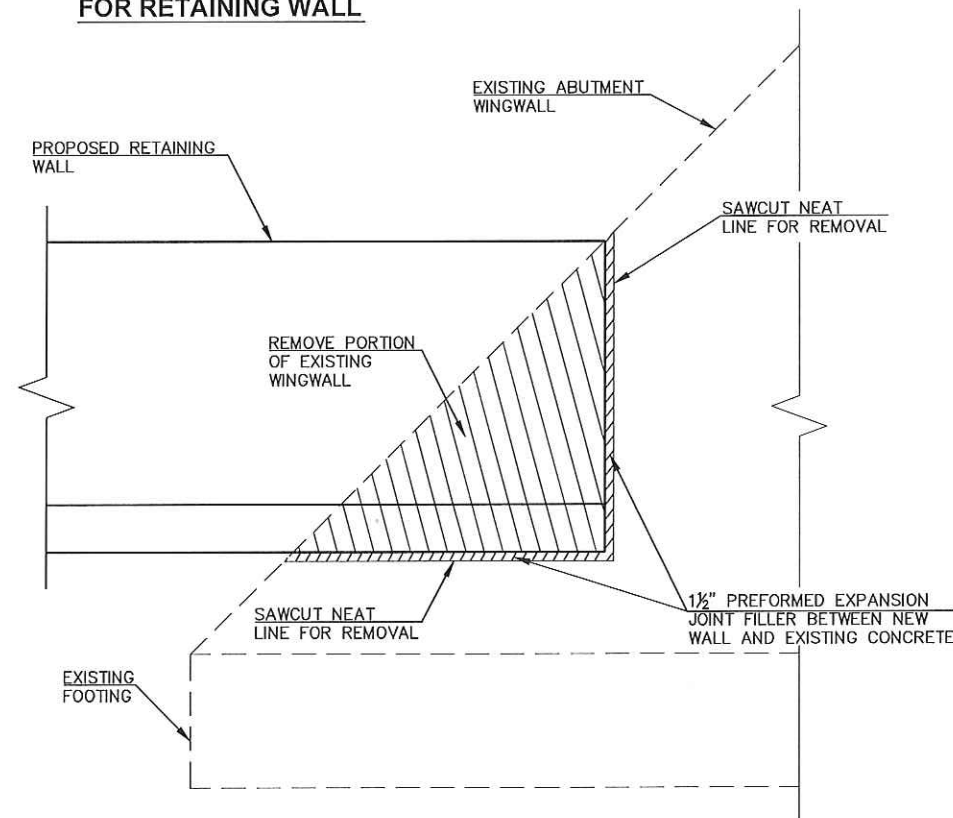 FOR RETAINING WALL
EXISTING ABUTMENT
WINGWALL
PROPOSED RETAINING
WALL
SAWCUT NEAT
LINE FOR REMOVAL
REMOVE PORTION
OF EXISTING
WINGWALL
1½" PREFORMED EXPANSION
JOINT FILLER BETWEEN NEW
WALL AND EXISTING CONCRETE
SAWCUT NEAT
LINE FOR REMOVAL
EXISTING
FOOTING